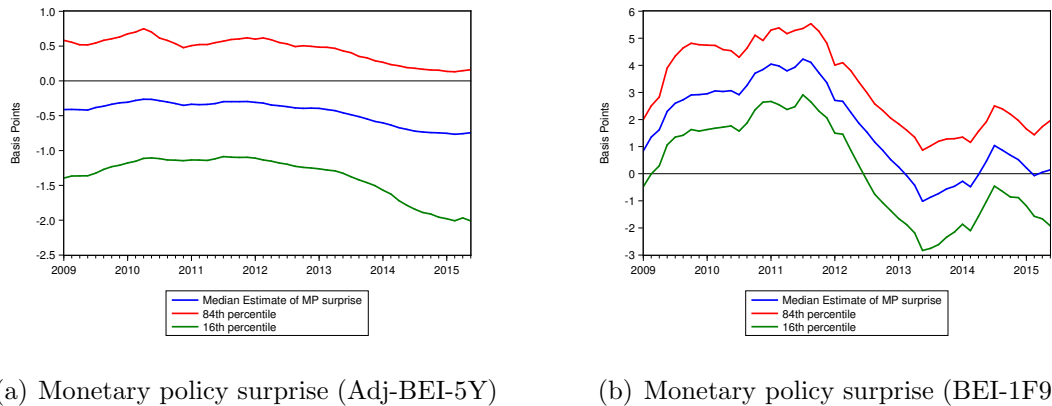 1.0
0.5
0.0
-0.5
-1.0
-1.5
-2.0
-2.5
Basis Points
2009 2010 2011 2012 2013 2014 2015
Median Estimate of MP surprise
84th percentile
16th percentile
(a) Monetary policy surprise (Adj-BEI-5Y)
6
5
4
3
2
1
0
-1
-2
-3
Basis Points
2009 2010 2011 2012 2013 2014 2015
Median Estimate of MP surprise
84th percentile
16th percentile
(b) Monetary policy surprise (BEI-1F9